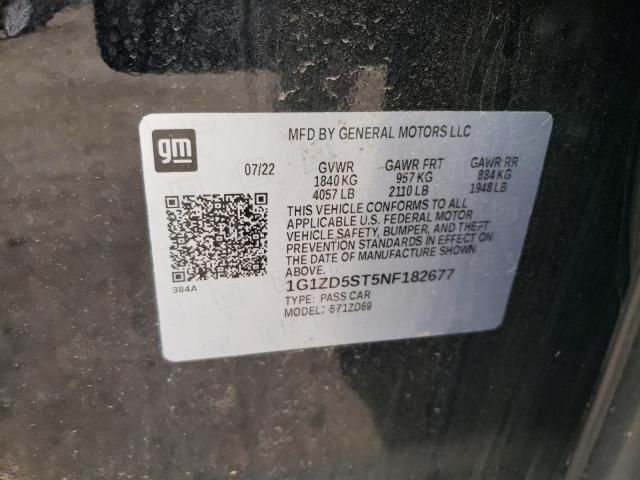 gm
MFD BY GENERAL MOTORS LLC
07/22 GVWR GAWR FRT GAWR RR
1840 KG 957 KG 884 KG
4057 LB 2110 LB 1948 LB
THIS VEHICLE CONFORMS TO ALL
APPLICABLE U.S. FEDERAL MOTOR
VEHICLE SAFETY, BUMPER, AND THEFT
PREVENTION STANDARDS IN EFFECT ON
THE DATE OF MANUFACTURE SHOWN
ABOVE.
384A
1G1ZD5ST5NF182677
TYPE: PASS CAR
MODEL: 571ZD69